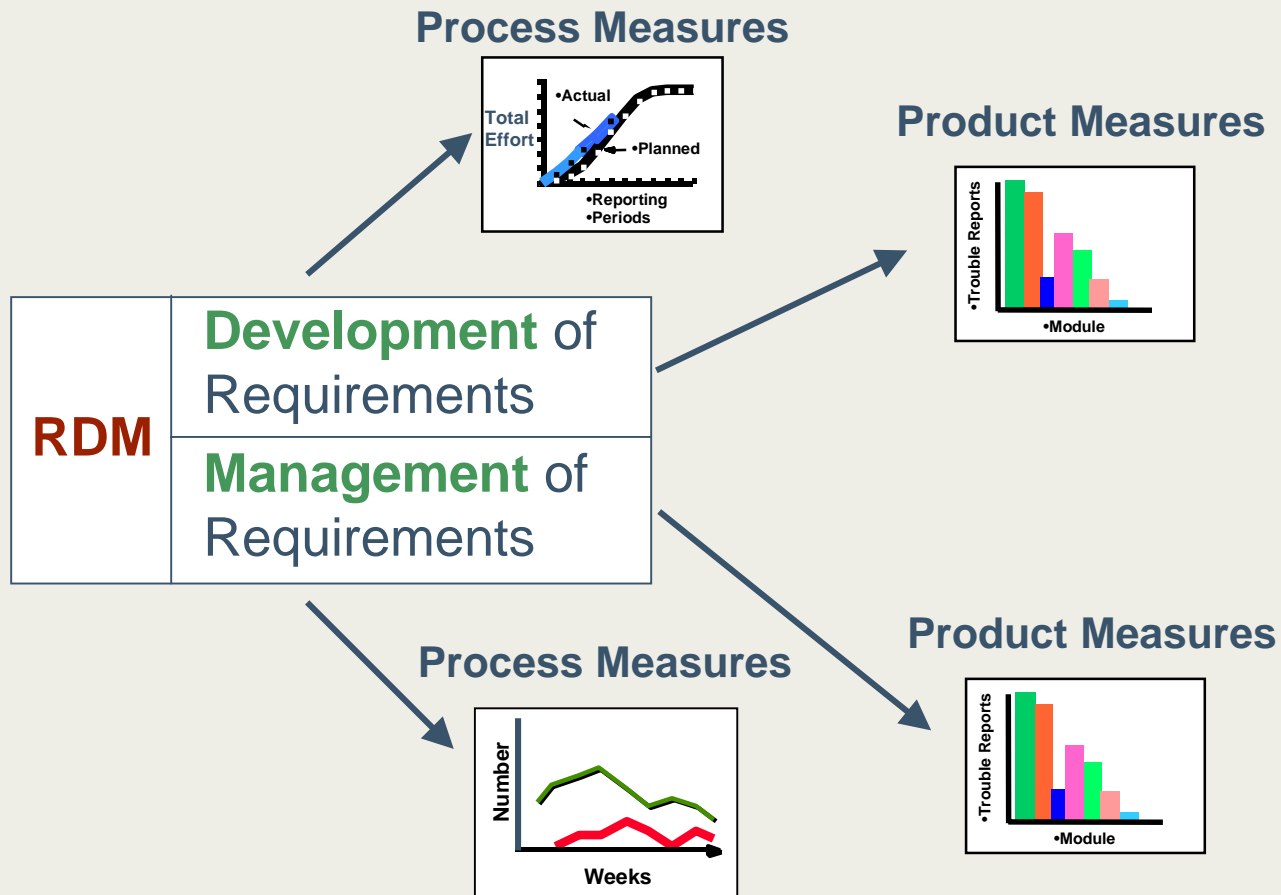 Process Measures
•Actual
Total
Effort
•Planned
•Reporting
•Periods
Product Measures
•Trouble Reports
•Module
RDM
Development of
Requirements
Management of
Requirements
Process Measures
Number
Weeks
Product Measures
•Trouble Reports
•Module